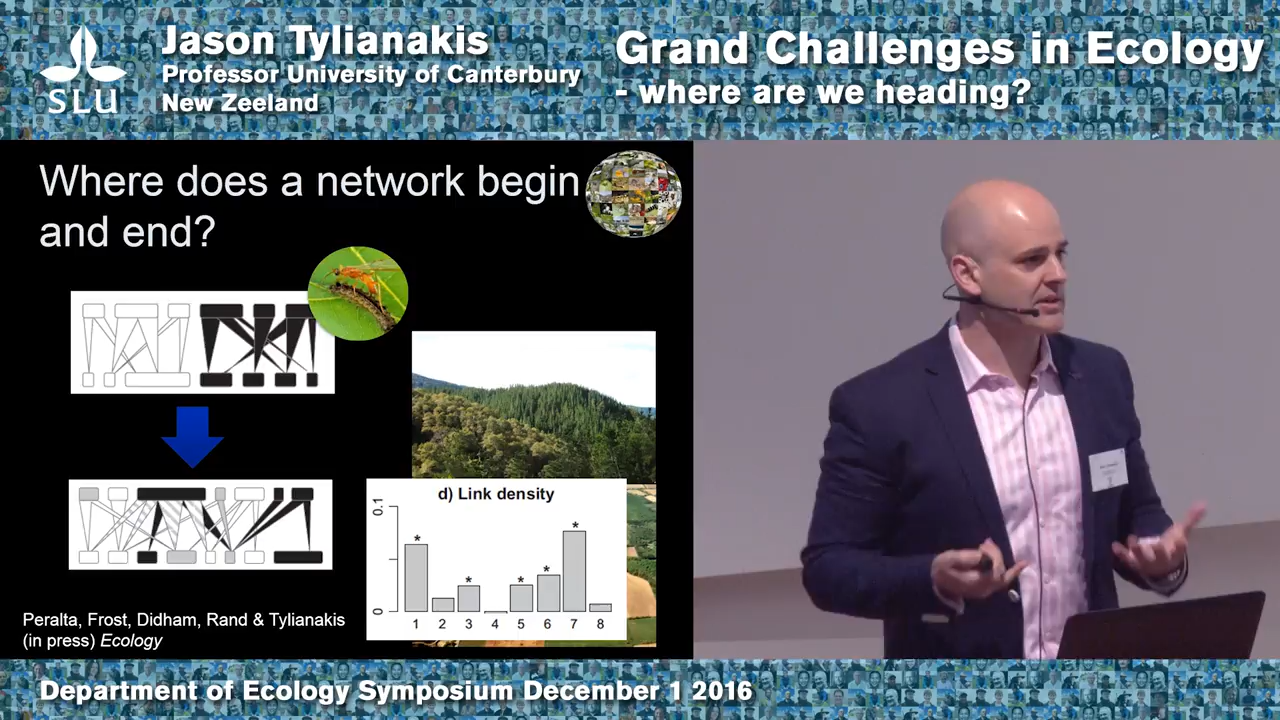 SLU
Jason Tylianakis
Professor University of Canterbury
New Zeeland
Grand Challenges in Ecology
- where are we heading?
Where does a network begin
and end?
d) Link density
0.1
0
* * * * *
1 2 3 4 5 6 7 8
Peralta, Frost, Didham, Rand & Tylianakis
(in press) Ecology
Department of Ecology Symposium December 1 2016